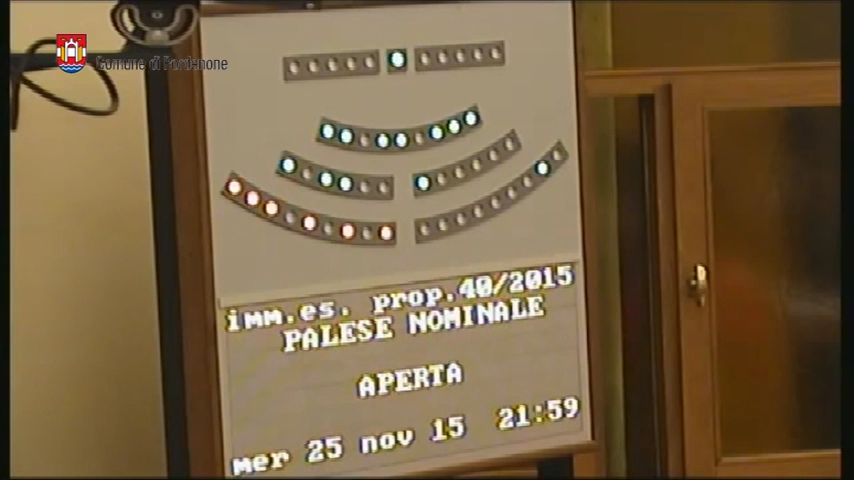 Comune di Pordenone
imm.es. prop.40/2015
PALESE NOMINALE
APERTA
mer 25 nov 15 21:59